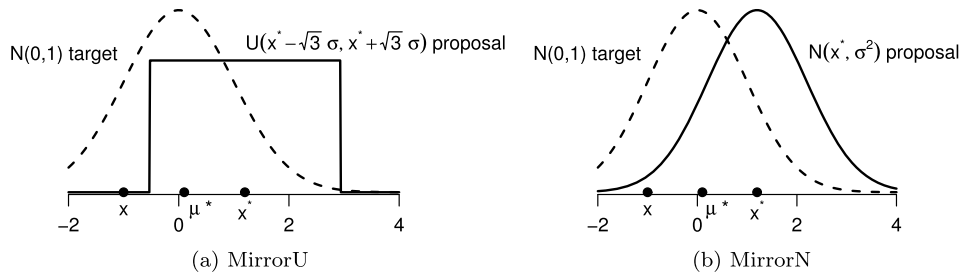 N(0,1) target
U(x* − √3 σ, x* + √3 σ) proposal
x
μ *
x*
−2 0 2 4
(a) MirrorU
N(0,1) target
N(x*, σ²) proposal
x
μ *
x*
−2 0 2 4
(b) MirrorN